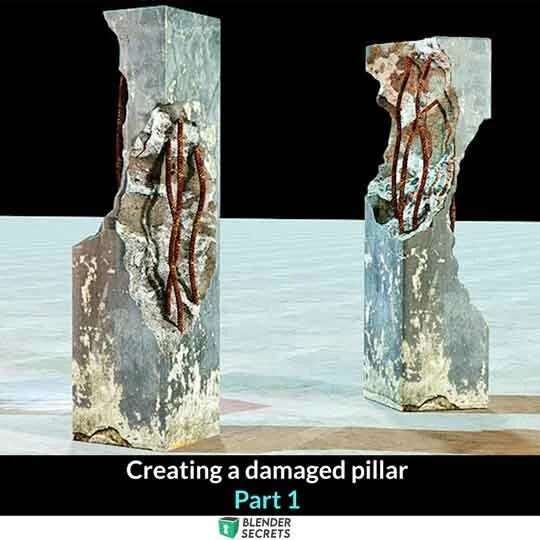 Creating a damaged pillar
Part 1
BLENDER
SECRETS